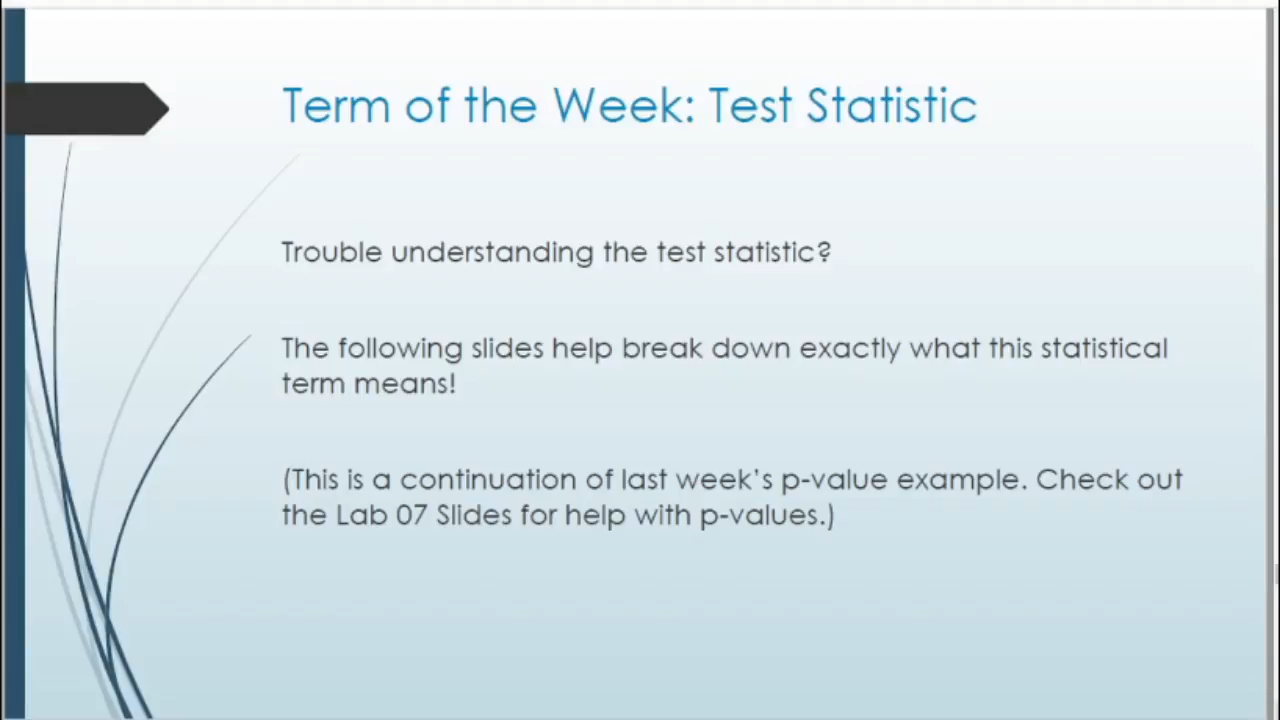 Term of the Week: Test Statistic
Trouble understanding the test statistic?
The following slides help break down exactly what this statistical
term means!
(This is a continuation of last week’s p-value example. Check out
the Lab 07 Slides for help with p-values.)